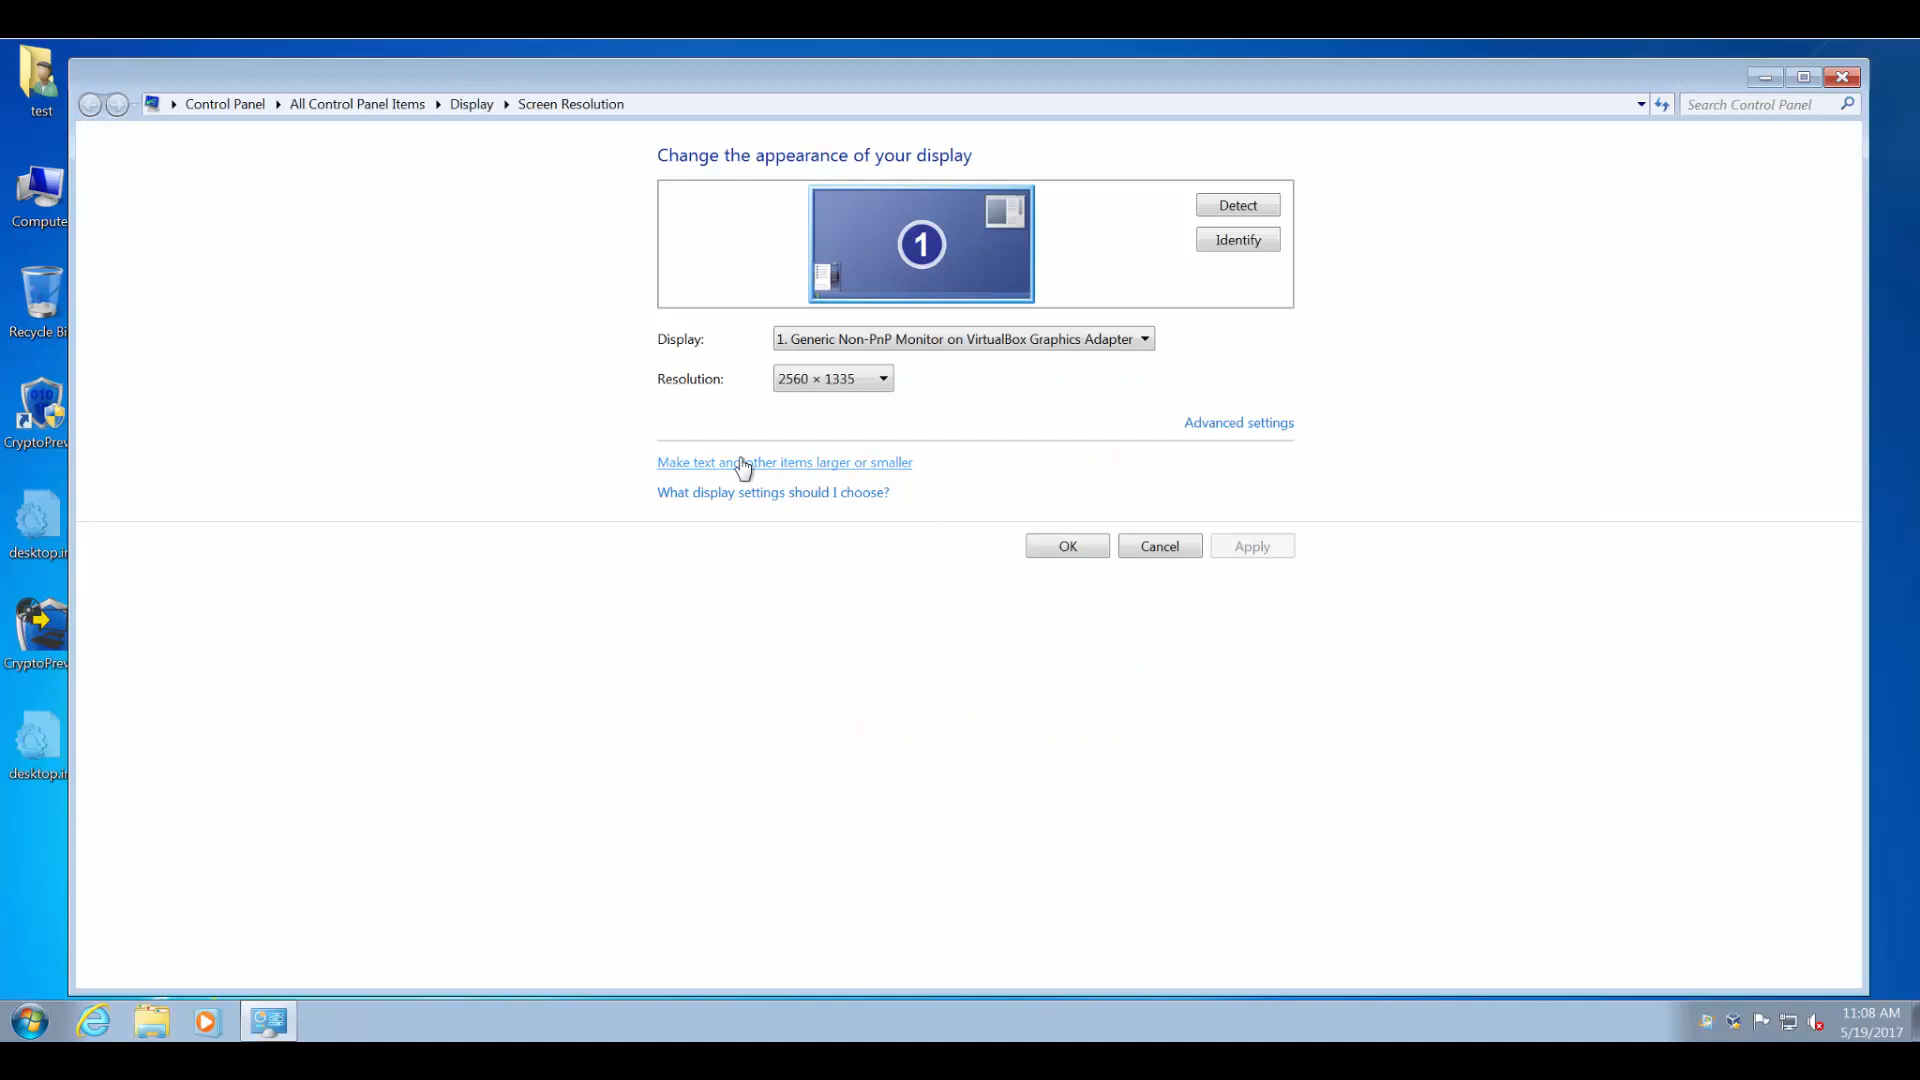 test
Control Panel All Control Panel Items Display Screen Resolution
Search Control Panel
Change the appearance of your display
1
Detect
Identify
Display: 1. Generic Non-PnP Monitor on VirtualBox Graphics Adapter
Resolution: 2560 × 1335
Advanced settings
Make text and other items larger or smaller
What display settings should I choose?
OK Cancel Apply
Compute
Recycle Bi
CryptoPrev
desktop.in
CryptoPrev
desktop.in
11:08 AM
5/19/2017